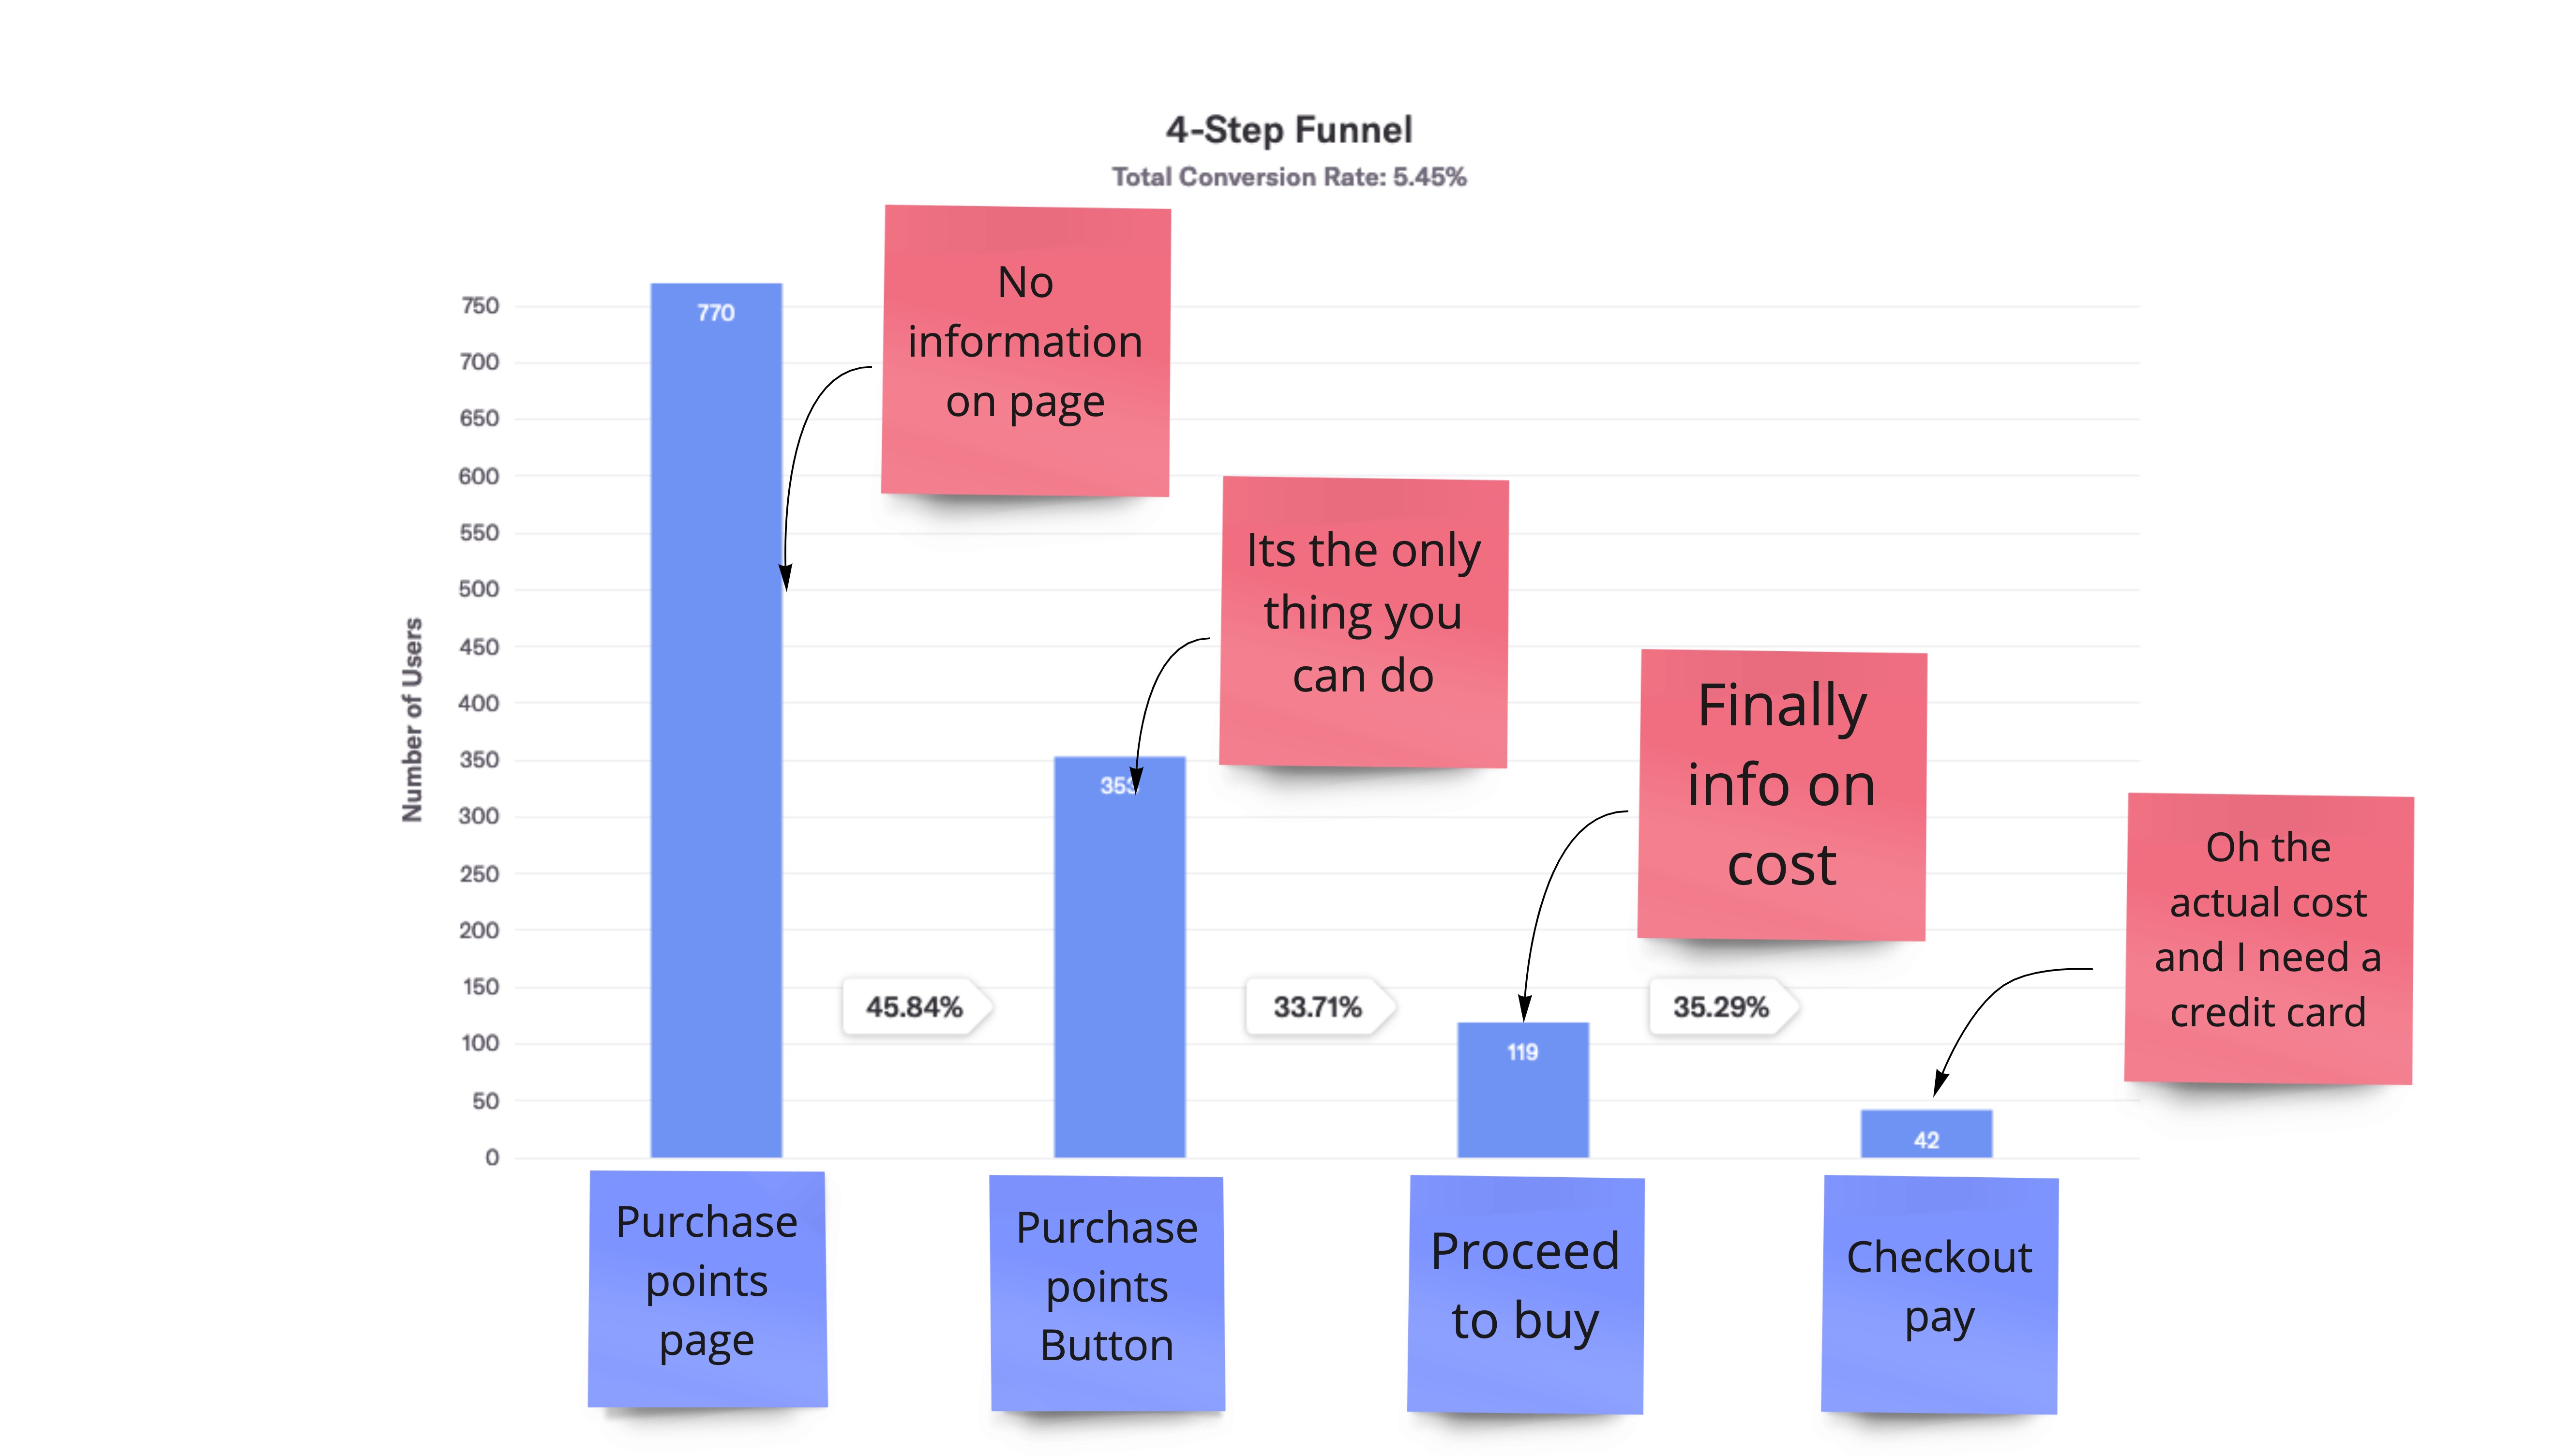 4-Step Funnel
Total Conversion Rate: 5.45%
No
information
on page
Its the only
thing you
can do
Finally
info on
cost
Oh the
actual cost
and I need a
credit card
Number of Users
750
700
650
600
550
500
450
400
350
300
250
200
150
100
50
0
770
353
119
42
45.84%
33.71%
35.29%
Purchase
points
page
Purchase
points
Button
Proceed
to buy
Checkout
pay